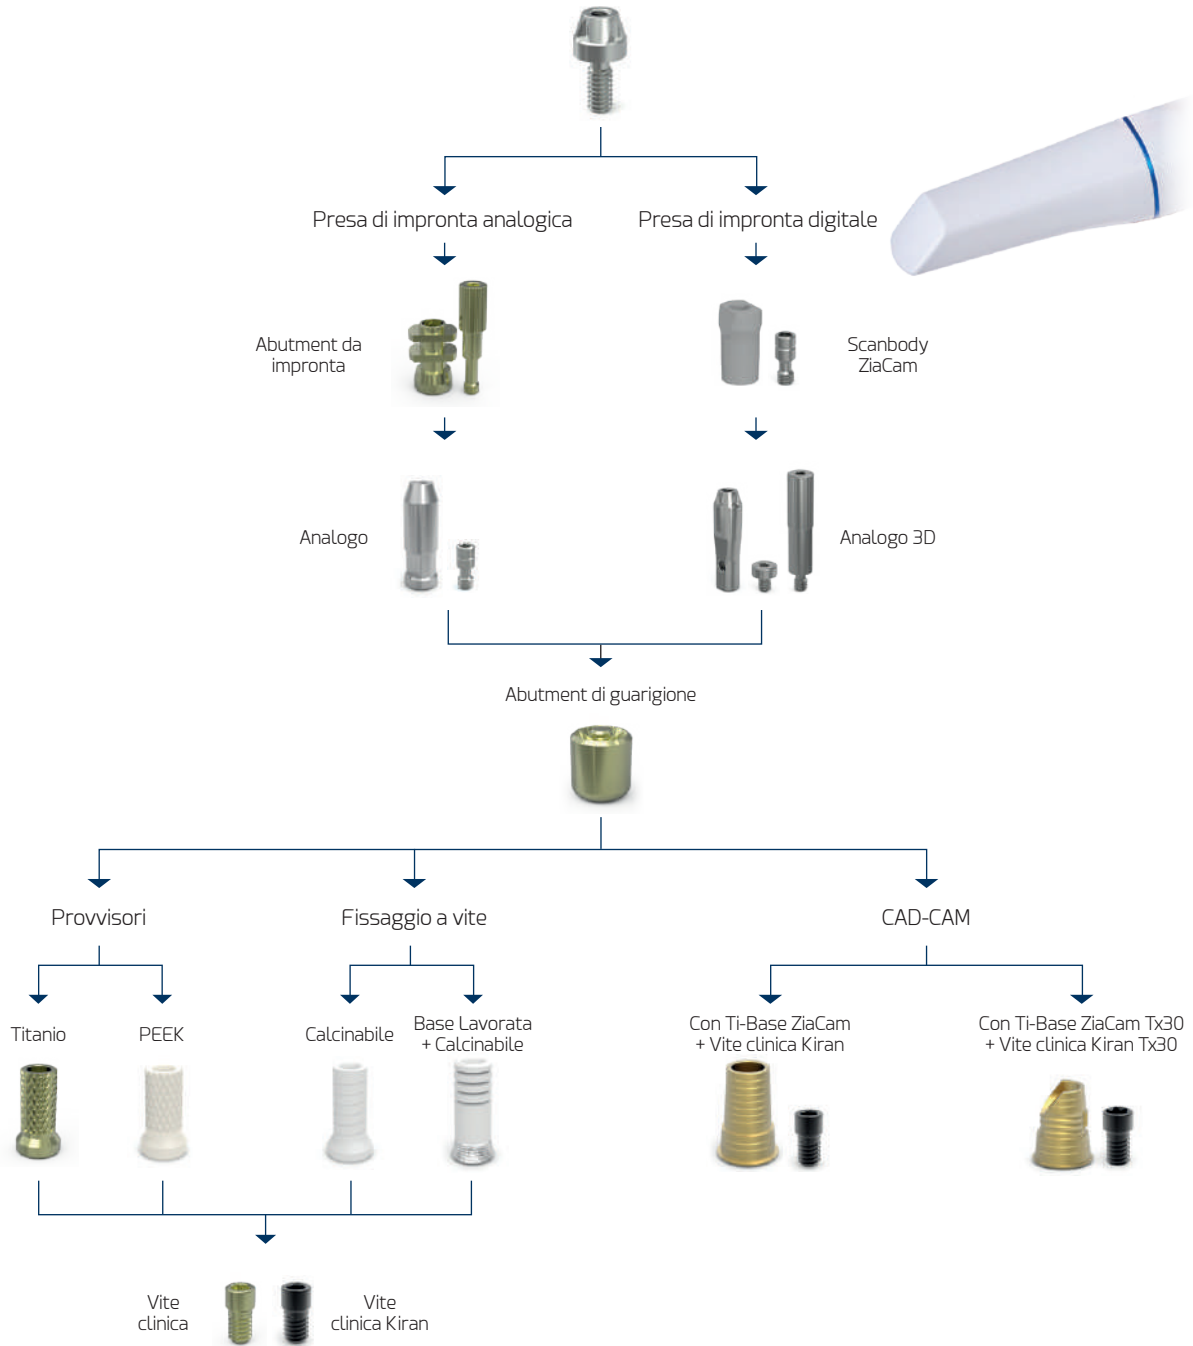 Presa di impronta analogica
Presa di impronta digitale
Abutment da
impronta
Scanbody
ZiaCam
Analogo
Analogo 3D
Abutment di guarigione
Provvisori
Fissaggio a vite
CAD-CAM
Titanio
PEEK
Calcinabile
Base Lavorata
+ Calcinabile
Con Ti-Base ZiaCam
+ Vite clinica Kiran
Con Ti-Base ZiaCam Tx30
+ Vite clinica Kiran Tx30
Vite
clinica
Vite
clinica Kiran